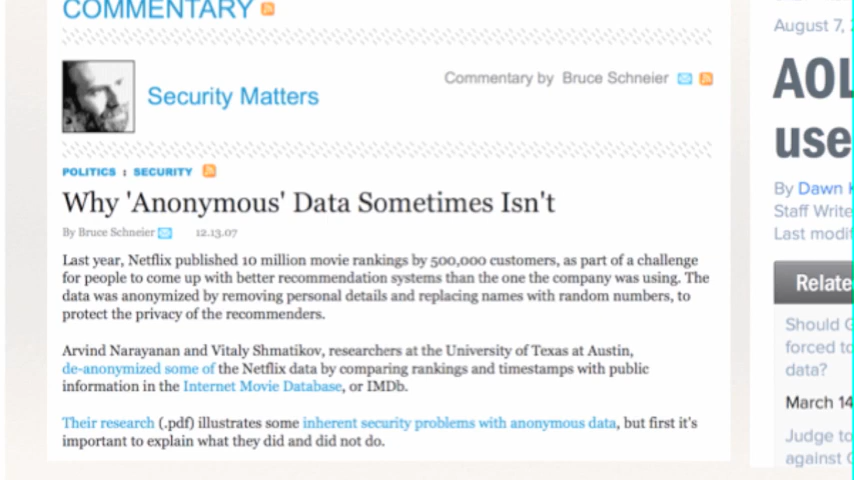 COMMENTARY
Security Matters
Commentary by Bruce Schneier
POLITICS : SECURITY
Why 'Anonymous' Data Sometimes Isn't
By Bruce Schneier 12.13.07
Last year, Netflix published 10 million movie rankings by 500,000 customers, as part of a challenge
for people to come up with better recommendation systems than the one the company was using. The
data was anonymized by removing personal details and replacing names with random numbers, to
protect the privacy of the recommenders.
Arvind Narayanan and Vitaly Shmatikov, researchers at the University of Texas at Austin,
de-anonymized some of the Netflix data by comparing rankings and timestamps with public
information in the Internet Movie Database, or IMDb.
Their research (.pdf) illustrates some inherent security problems with anonymous data, but first it's
important to explain what they did and did not do.
August 7,
AOL
use
By Dawn
Staff Write
Last modif
Relate
Should
forced to
data?
March 14
Judge to
against